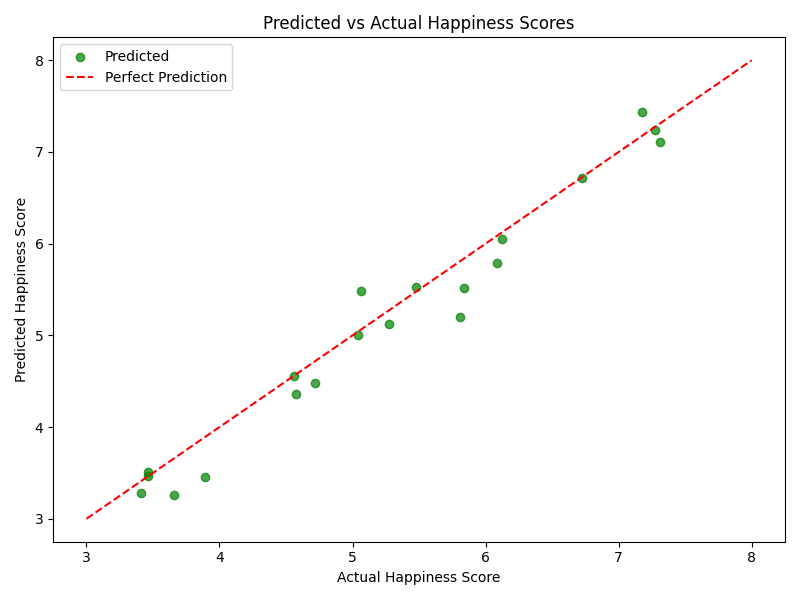 Predicted vs Actual Happiness Scores
Predicted
Perfect Prediction
8
7
6
5
4
3
Predicted Happiness Score
3 4 5 6 7 8
Actual Happiness Score